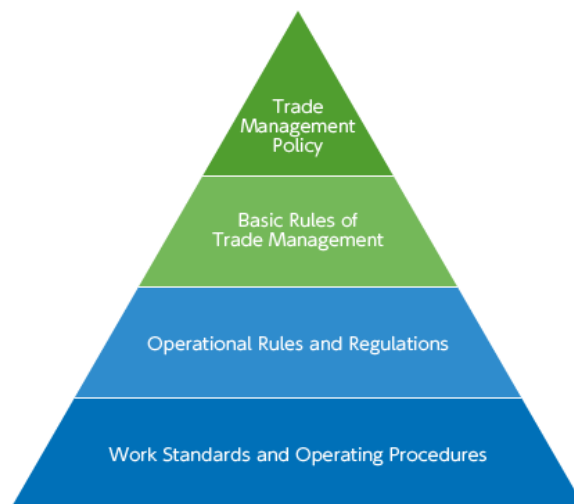 Trade
Management
Policy
Basic Rules of
Trade Management
Operational Rules and Regulations
Work Standards and Operating Procedures